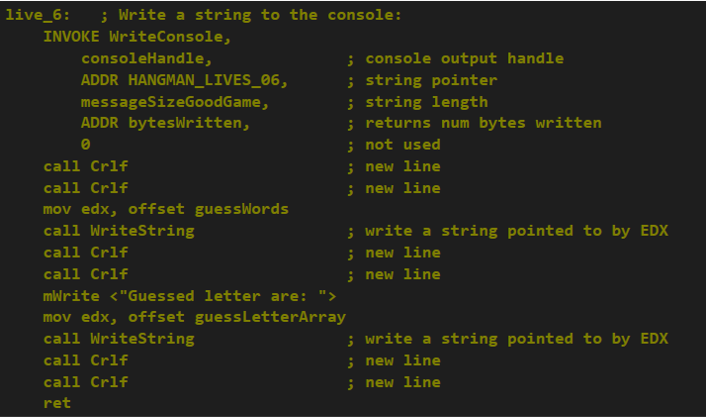 live_6:   ; Write a string to the console:
    INVOKE WriteConsole,
        consoleHandle,              ; console output handle
        ADDR HANGMAN_LIVES_06,      ; string pointer
        messageSizeGoodGame,        ; string length
        ADDR bytesWritten,          ; returns num bytes written
        0                           ; not used
    call Crlf                       ; new line
    call Crlf                       ; new line
    mov edx, offset guessWords
    call WriteString                ; write a string pointed to by EDX
    call Crlf                       ; new line
    call Crlf                       ; new line
    mWrite <"Guessed letter are: ">
    mov edx, offset guessLetterArray
    call WriteString                ; write a string pointed to by EDX
    call Crlf                       ; new line
    call Crlf                       ; new line
    ret